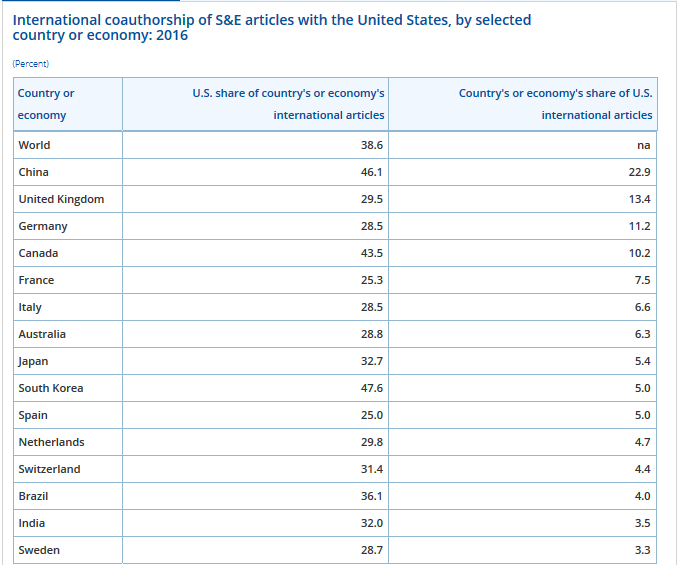 International coauthorship of S&E articles with the United States, by selected
country or economy: 2016
(Percent)
Country or economy U.S. share of country's or economy's international articles Country's or economy's share of U.S. international articles
World 38.6 na
China 46.1 22.9
United Kingdom 29.5 13.4
Germany 28.5 11.2
Canada 43.5 10.2
France 25.3 7.5
Italy 28.5 6.6
Australia 28.8 6.3
Japan 32.7 5.4
South Korea 47.6 5.0
Spain 25.0 5.0
Netherlands 29.8 4.7
Switzerland 31.4 4.4
Brazil 36.1 4.0
India 32.0 3.5
Sweden 28.7 3.3